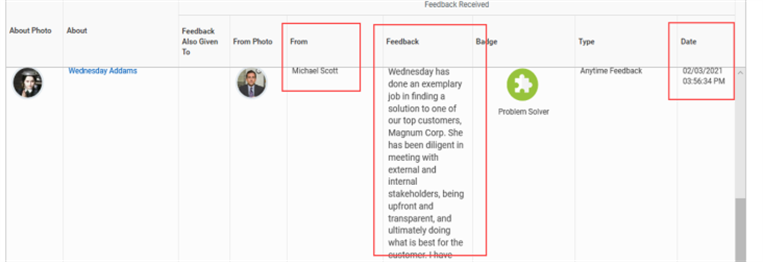 Feedback Received
About Photo
About
Feedback
Also Given
To
From Photo
From
Feedback
Badge
Type
Date
Wednesday Addams
Michael Scott
Wednesday has
done an exemplary
job in finding a
solution to one of
our top customers,
Magnum Corp. She
has been diligent in
meeting with
external and
internal
stakeholders, being
upfront and
transparent, and
ultimately doing
what is best for the
customer. I have
Problem Solver
Anytime Feedback
02/03/2021
03:56:34 PM